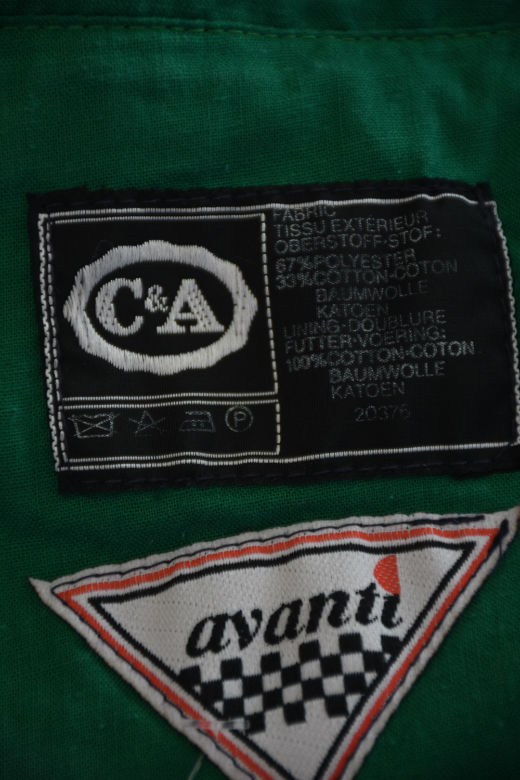 C&A
FABRIC
TISSU EXTÉRIEUR
OBERSTOFF·STOF:
67%POLYESTER
33%COTTON·COTON
BAUMWOLLE
KATOEN
LINING·DOUBLURE
FUTTER·VOERING:
100%COTTON·COTON
BAUMWOLLE
KATOEN
20376
P
avanti